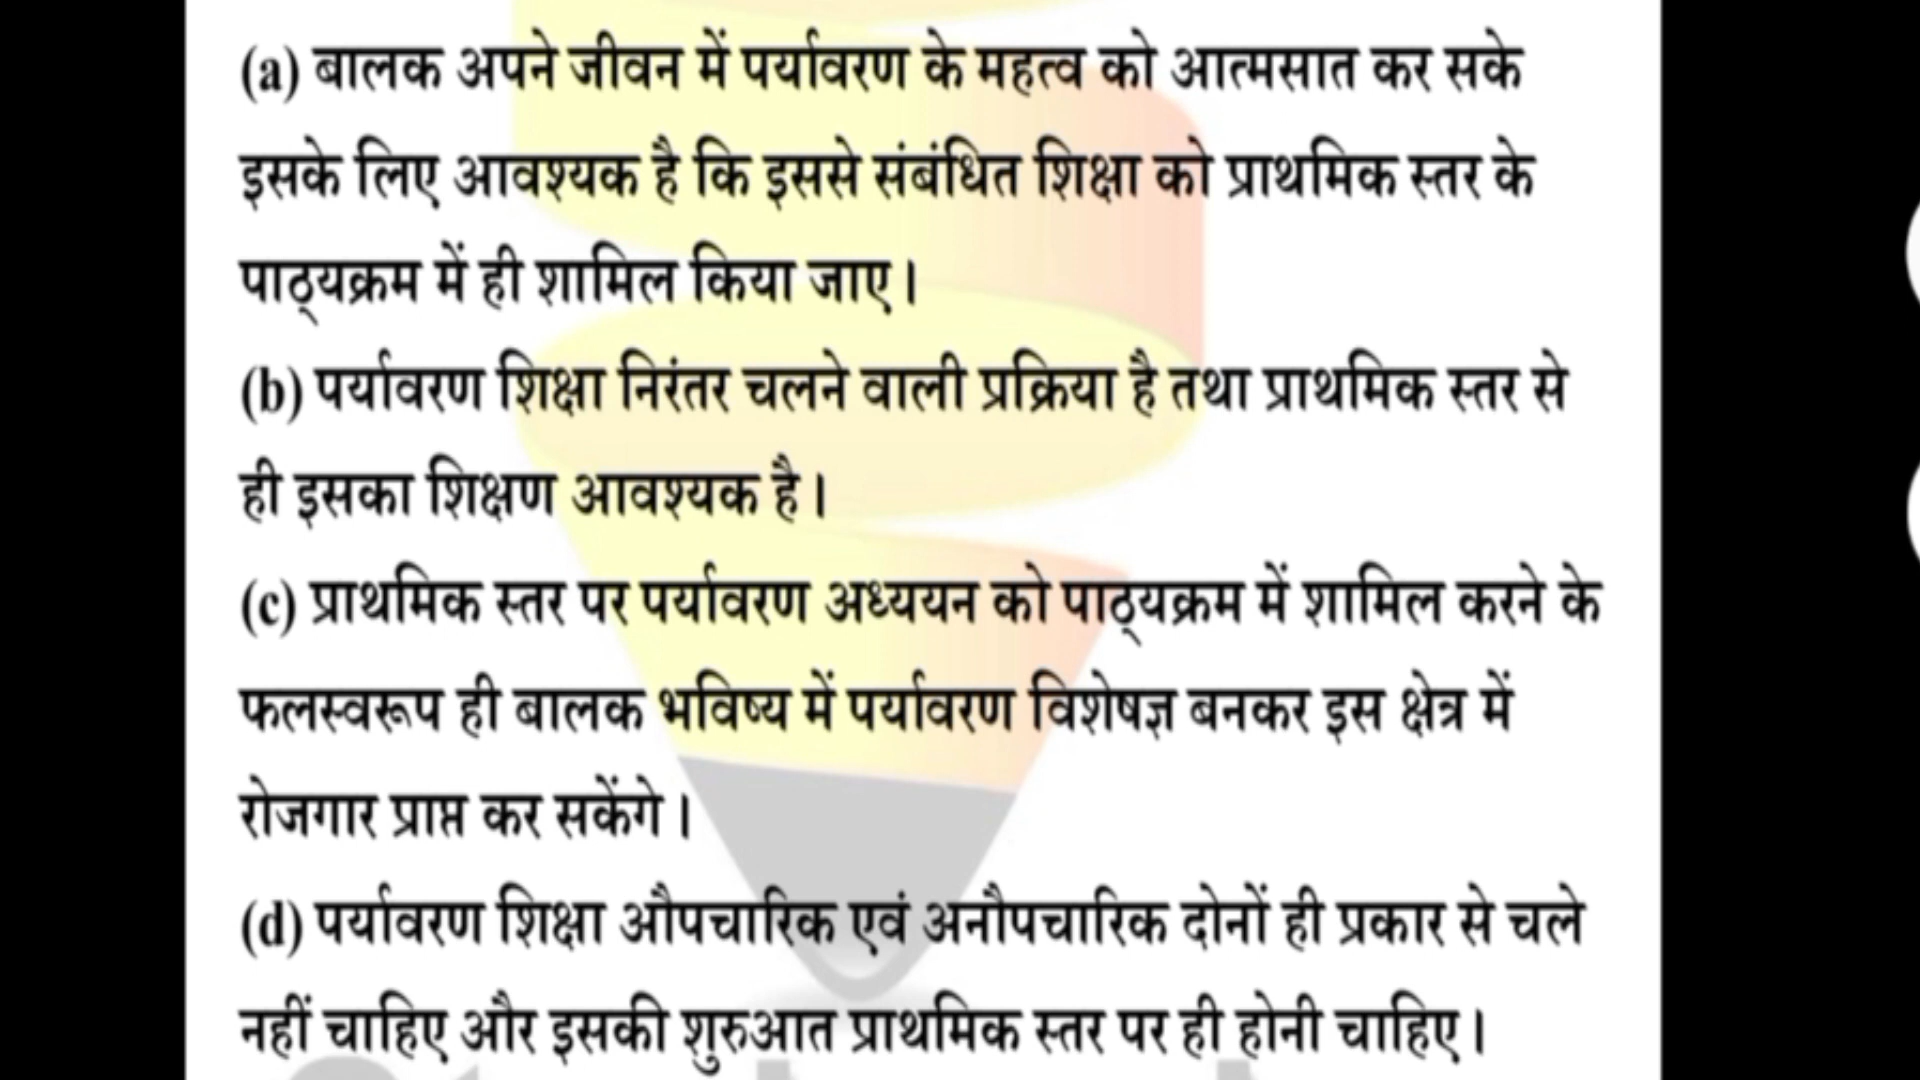 (a) बालक अपने जीवन में पर्यावरण के महत्व को आत्मसात कर सके
इसके लिए आवश्यक है कि इससे संबंधित शिक्षा को प्राथमिक स्तर के
पाठ्यक्रम में ही शामिल किया जाए।
(b) पर्यावरण शिक्षा निरंतर चलने वाली प्रक्रिया है तथा प्राथमिक स्तर से
ही इसका शिक्षण आवश्यक है।
(c) प्राथमिक स्तर पर पर्यावरण अध्ययन को पाठ्यक्रम में शामिल करने के
फलस्वरूप ही बालक भविष्य में पर्यावरण विशेषज्ञ बनकर इस क्षेत्र में
रोजगार प्राप्त कर सकेंगे।
(d) पर्यावरण शिक्षा औपचारिक एवं अनौपचारिक दोनों ही प्रकार से चले
नहीं चाहिए और इसकी शुरुआत प्राथमिक स्तर पर ही होनी चाहिए।